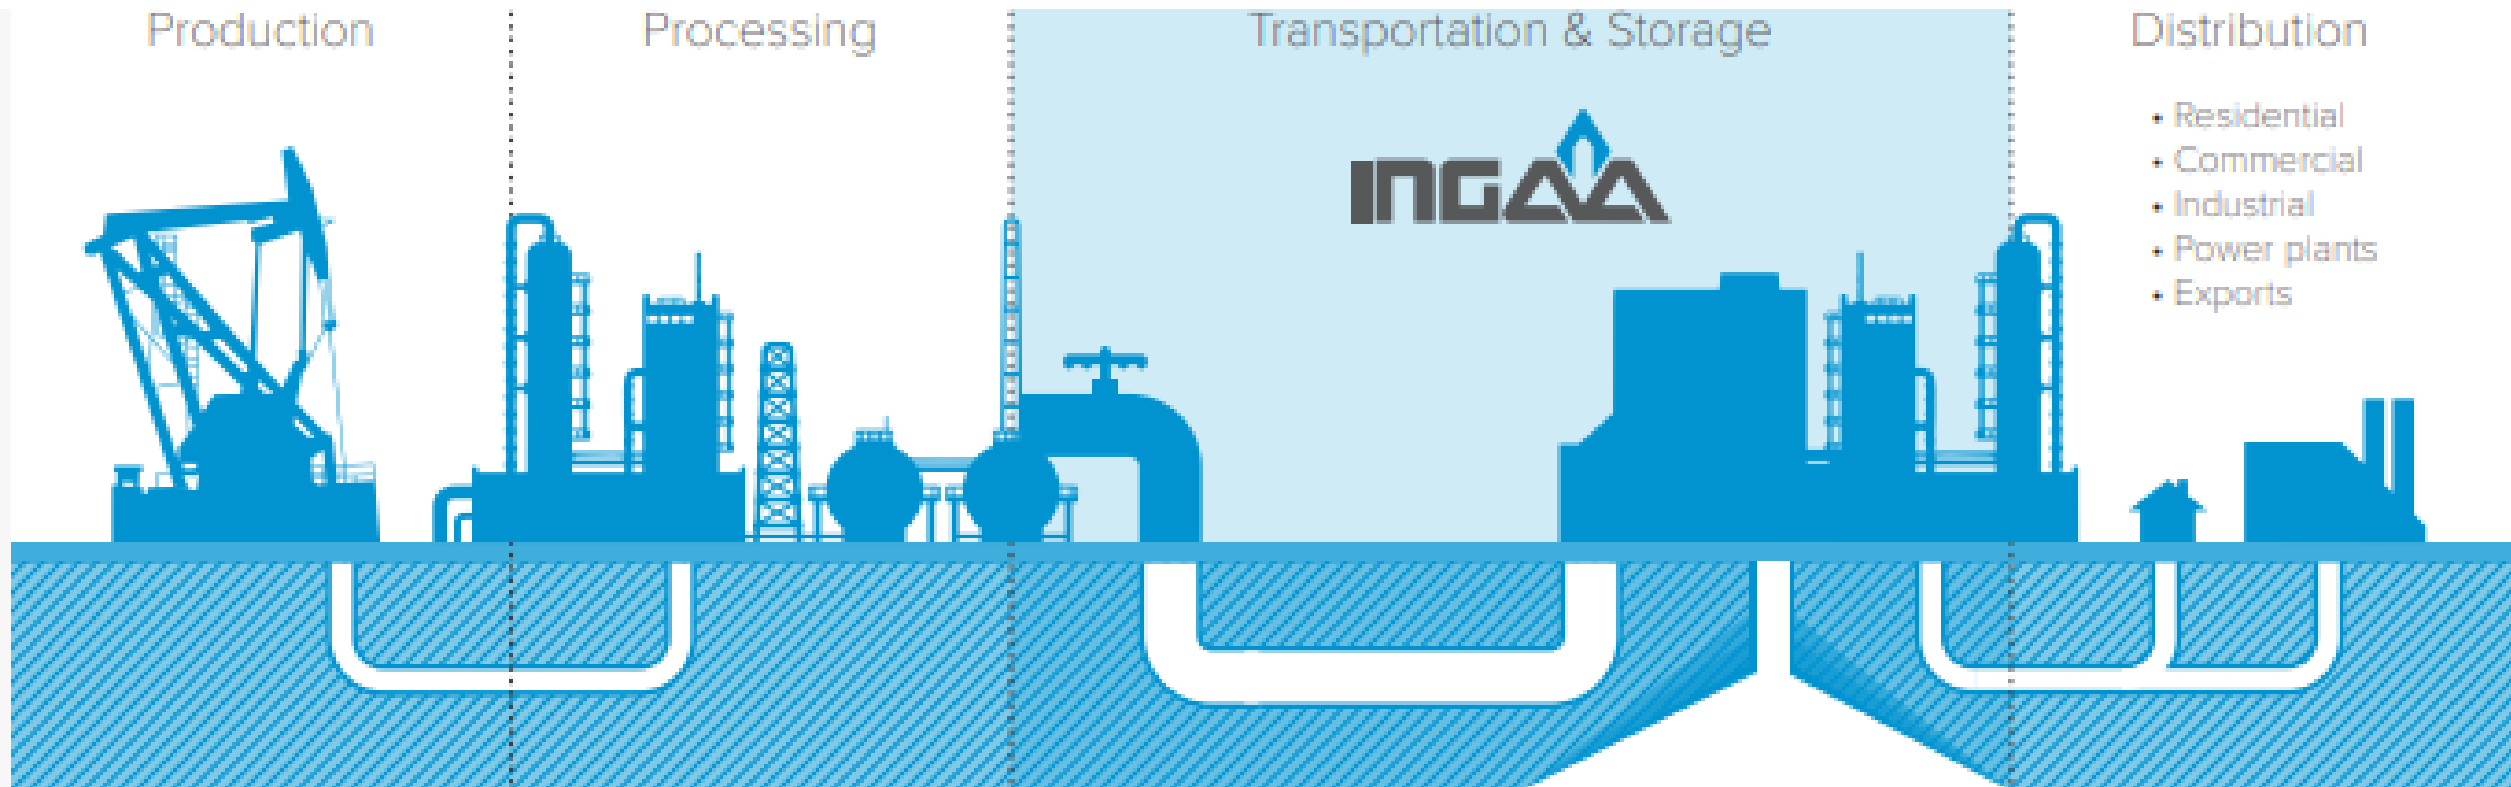 Production
Processing
Transportation & Storage
Distribution
INGAA
• Residential
• Commercial
• Industrial
• Power plants
• Exports